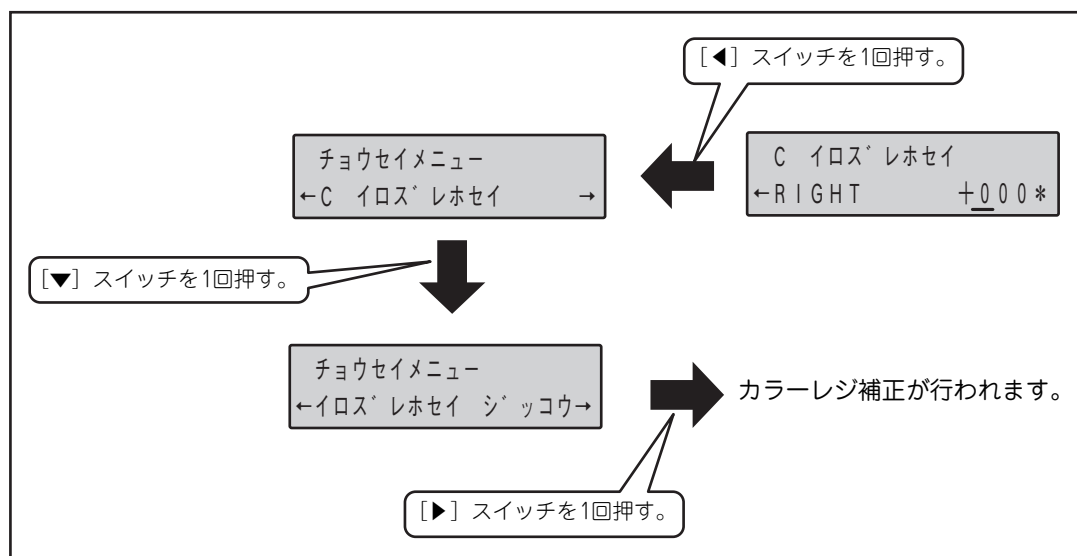 [◀] スイッチを1回押す。
チョウセイメニュー
←C イロズレホセイ →
C イロズレホセイ
←RIGHT +000*
[▼] スイッチを1回押す。
チョウセイメニュー
←イロズレホセイ ジッコウ→
カラーレジ補正が行われます。
[▶] スイッチを1回押す。